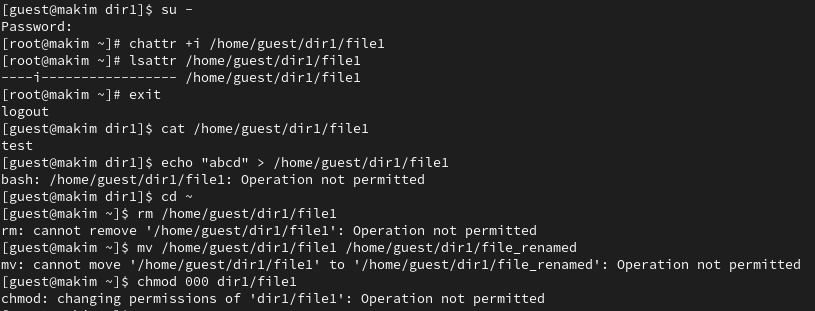 [guest@makim dir1]$ su -
Password:
[root@makim ~]# chattr +i /home/guest/dir1/file1
[root@makim ~]# lsattr /home/guest/dir1/file1
----i----------------- /home/guest/dir1/file1
[root@makim ~]# exit
logout
[guest@makim dir1]$ cat /home/guest/dir1/file1
test
[guest@makim dir1]$ echo "abcd" > /home/guest/dir1/file1
bash: /home/guest/dir1/file1: Operation not permitted
[guest@makim dir1]$ cd ~
[guest@makim ~]$ rm /home/guest/dir1/file1
rm: cannot remove '/home/guest/dir1/file1': Operation not permitted
[guest@makim ~]$ mv /home/guest/dir1/file1 /home/guest/dir1/file_renamed
mv: cannot move '/home/guest/dir1/file1' to '/home/guest/dir1/file_renamed': Operation not permitted
[guest@makim ~]$ chmod 000 dir1/file1
chmod: changing permissions of 'dir1/file1': Operation not permitted